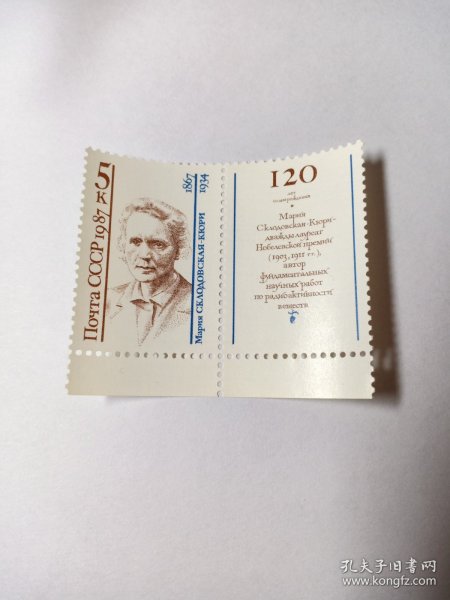 5 к
Почта СССР 1987
1867
1934
Мария СКЛОДОВСКАЯ-КЮРИ
120
лет
со дня рождения
Мария
Склодовская-Кюри-
дважды лауреат
Нобелевской премии
(1903, 1911 гг.),
автор
фундаментальных
научных работ
по радиоактивности
веществ
孔夫子旧书网
www.kongfz.com